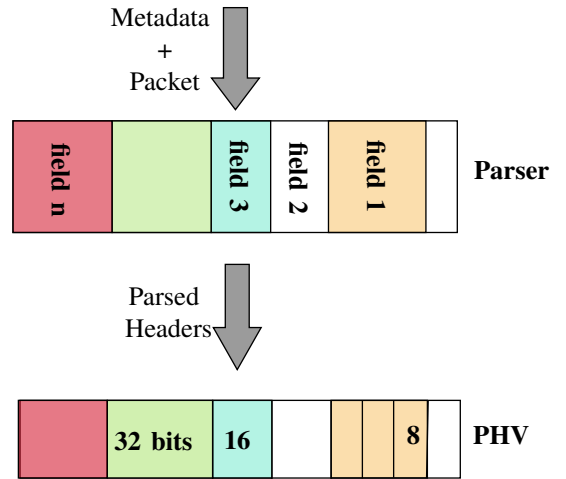 Metadata
+
Packet
field n
field 3
field 2
field 1
Parser
Parsed
Headers
32 bits
16
8
PHV